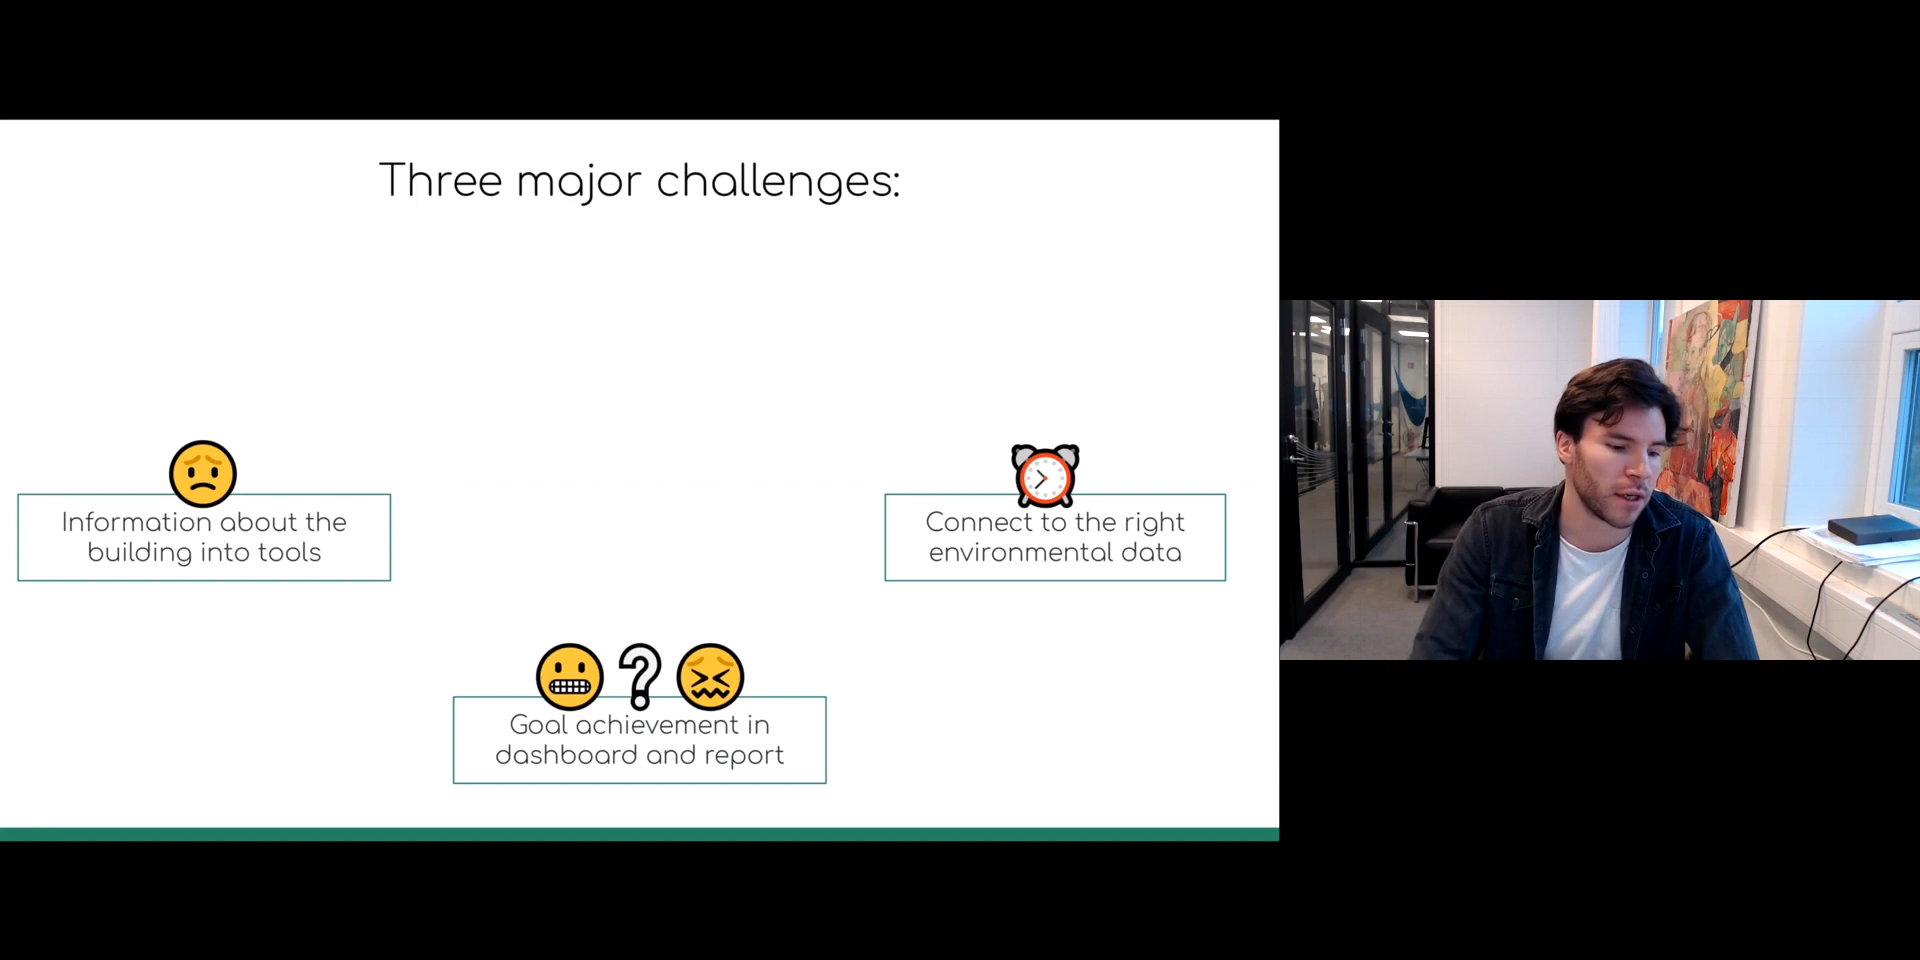 Three major challenges:
Information about the
building into tools
Connect to the right
environmental data
Goal achievement in
dashboard and report